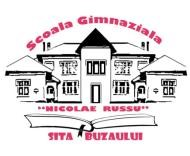 Scoala Gimnaziala
"NICOLAE RUSSU"
SITA BUZAULUI